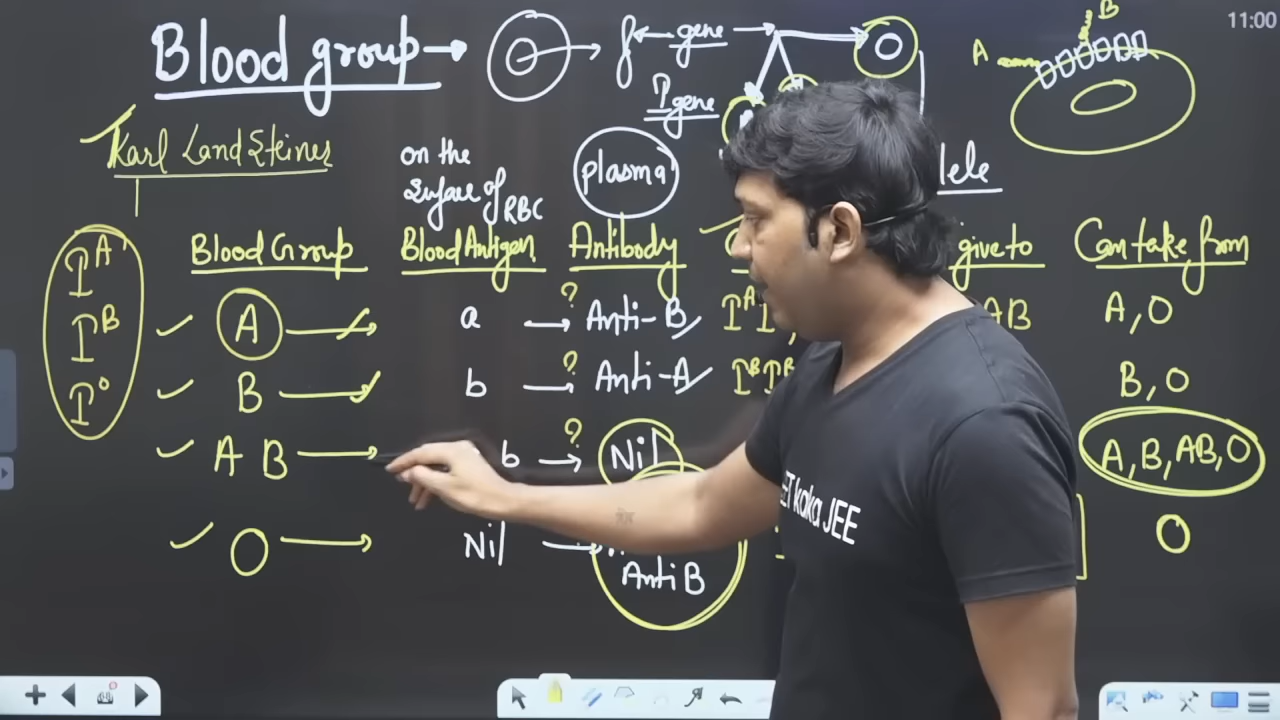 Blood group → f ← gene →
11:00
A
B
I gene
Karl LandSteiner
on the
Surface of RBC
plasma
lele
Blood Group
Blood Antigen
Antibody
give to
Can take from
I^A
I^B
I^o
A → a → ? Anti-B I^A I AB A, O
B → b → ? Anti-A I^B I^B B, O
A B → b → ? Nil A, B, AB, O
O → Nil → Anti B O
ET kaka JEE